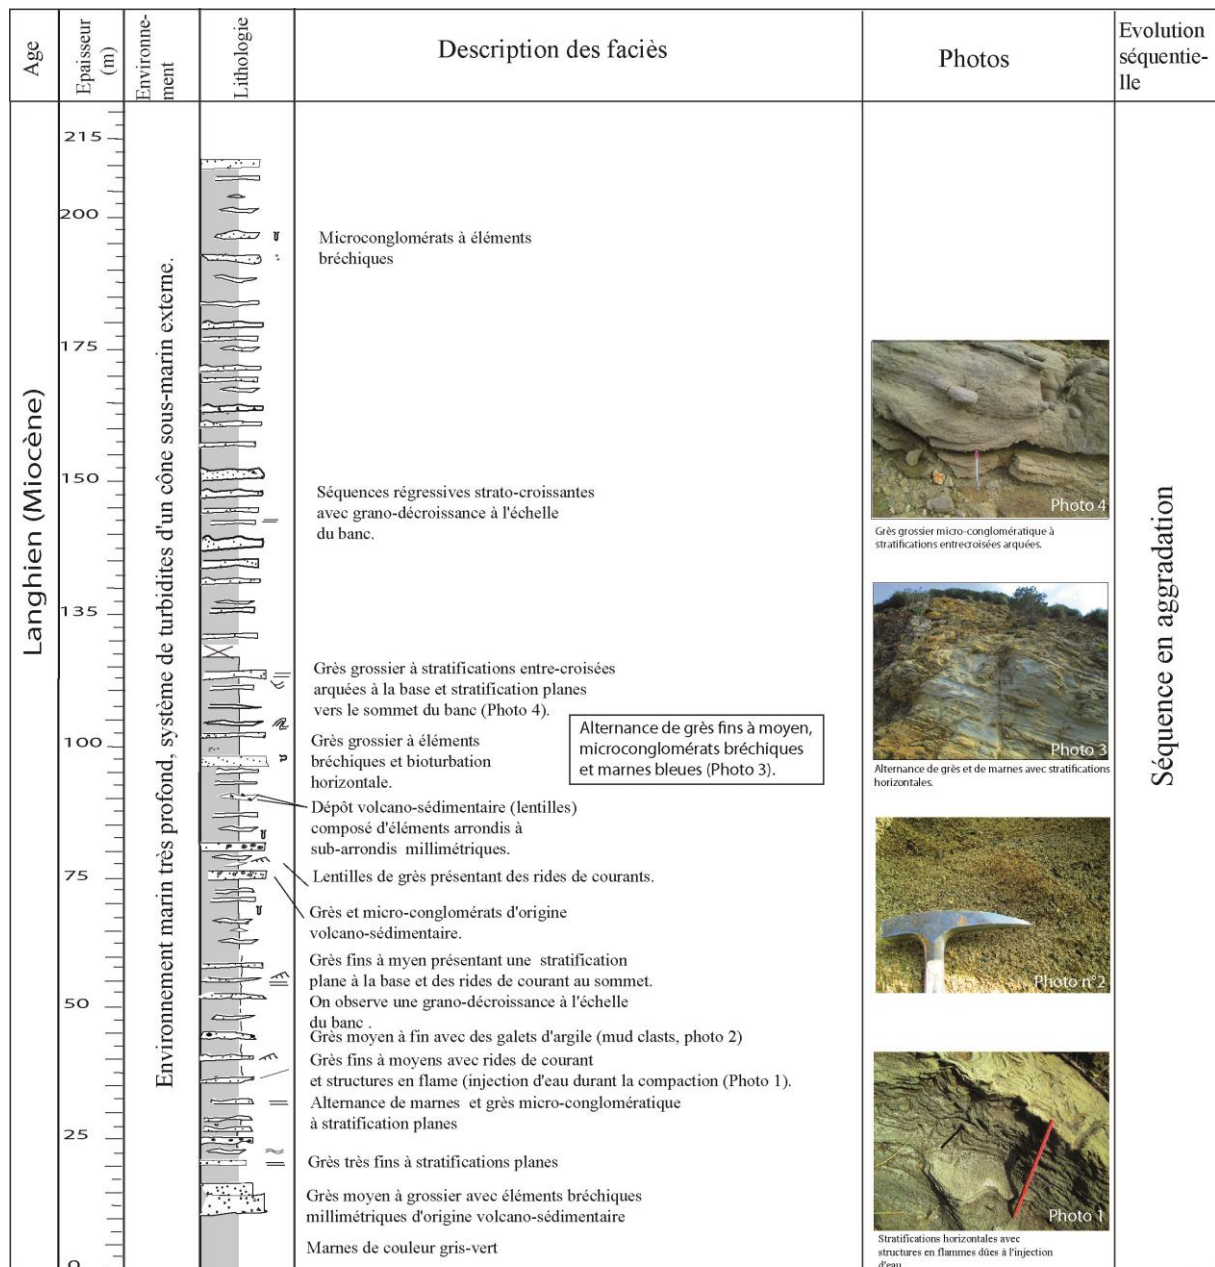 Age
Epaisseur
(m)
Environne-
ment
Lithologie
Description des faciès
Photos
Evolution
séquentie-
lle
Langhien (Miocène)
215
200
175
150
135
100
75
50
25
0
Environnement marin très profond, système de turbidites d'un cône sous-marin externe.
Microconglomérats à éléments
bréchiques
Séquences régressives strato-croissantes
avec grano-décroissance à l'échelle
du banc.
Grès grossier à stratifications entre-croisées
arquées à la base et stratification planes
vers le sommet du banc (Photo 4).
Alternance de grès fins à moyen,
microconglomérats bréchiques
et marnes bleues (Photo 3).
Grès grossier à éléments
bréchiques et bioturbation
horizontale.
Dépôt volcano-sédimentaire (lentilles)
composé d'éléments arrondis à
sub-arrondis millimétriques.
Lentilles de grès présentant des rides de courants.
Grès et micro-conglomérats d'origine
volcano-sédimentaire.
Grès fins à myen présentant une stratification
plane à la base et des rides de courant au sommet.
On observe une grano-décroissance à l'échelle
du banc .
Grès moyen à fin avec des galets d'argile (mud clasts, photo 2)
Grès fins à moyens avec rides de courant
et structures en flame (injection d'eau durant la compaction (Photo 1).
Alternance de marnes et grès micro-conglomératique
à stratification planes
Grès très fins à stratifications planes
Grès moyen à grossier avec éléments bréchiques
millimétriques d'origine volcano-sédimentaire
Marnes de couleur gris-vert
Photo 4
Grès grossier micro-conglomératique à
stratifications entrecroisées arquées.
Photo 3
Alternance de grès et de marnes avec stratifications
horizontales.
Photo n°2
Photo 1
Stratifications horizontales avec
structures en flammes dûes à l'injection
d'eau
Séquence en aggradation